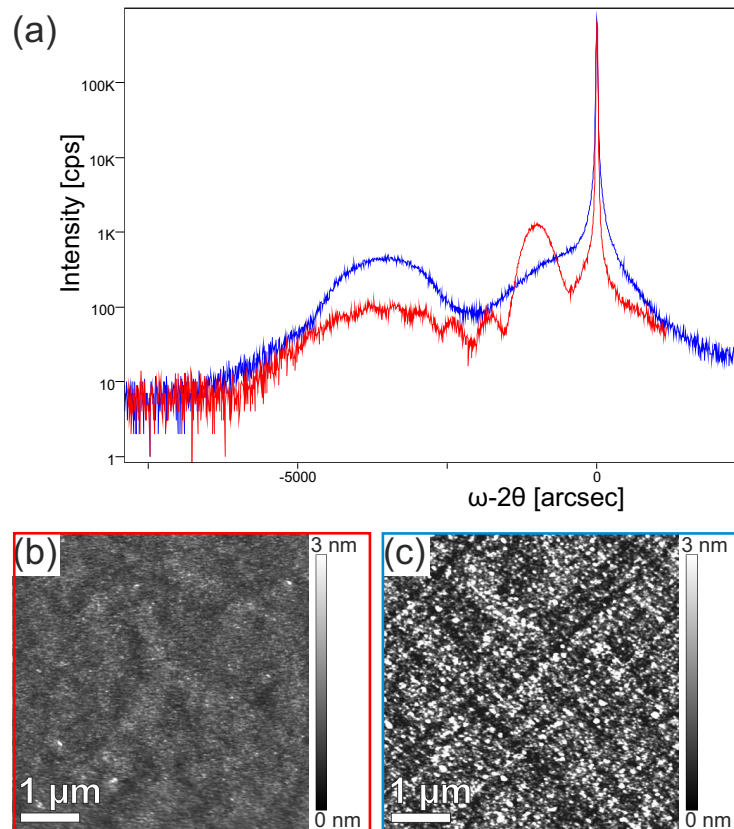 (a)
Intensity [cps]
100K
10K
1K
100
10
1
-5000
0
ω-2θ [arcsec]
(b)
3 nm
1 µm
0 nm
(c)
3 nm
1 µm
0 nm